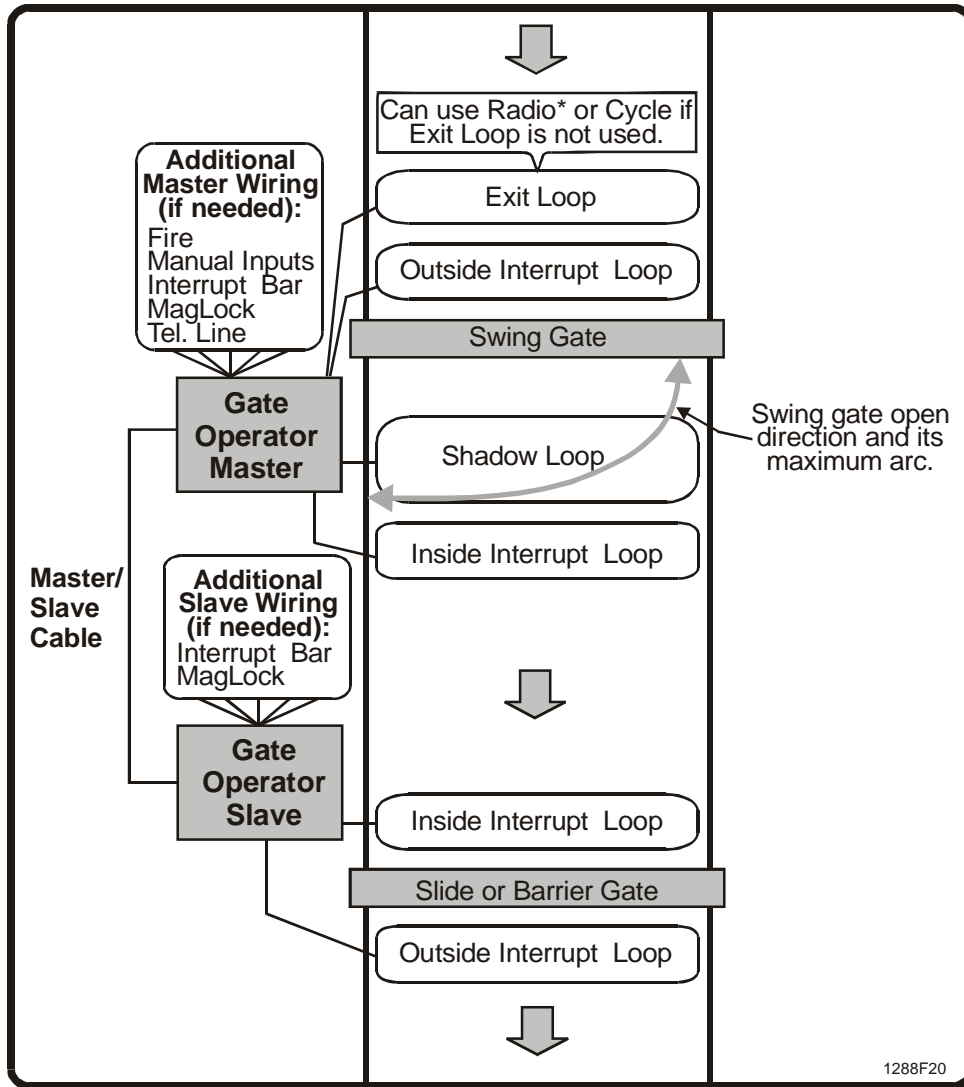 Can use Radio* or Cycle if
Exit Loop is not used.
Additional
Master Wiring
(if needed):
Fire
Manual Inputs
Interrupt Bar
MagLock
Tel. Line
Exit Loop
Outside Interrupt Loop
Swing Gate
Gate
Operator
Master
Shadow Loop
Swing gate open
direction and its
maximum arc.
Inside Interrupt Loop
Master/
Slave
Cable
Additional
Slave Wiring
(if needed):
Interrupt Bar
MagLock
Gate
Operator
Slave
Inside Interrupt Loop
Slide or Barrier Gate
Outside Interrupt Loop
1288F20